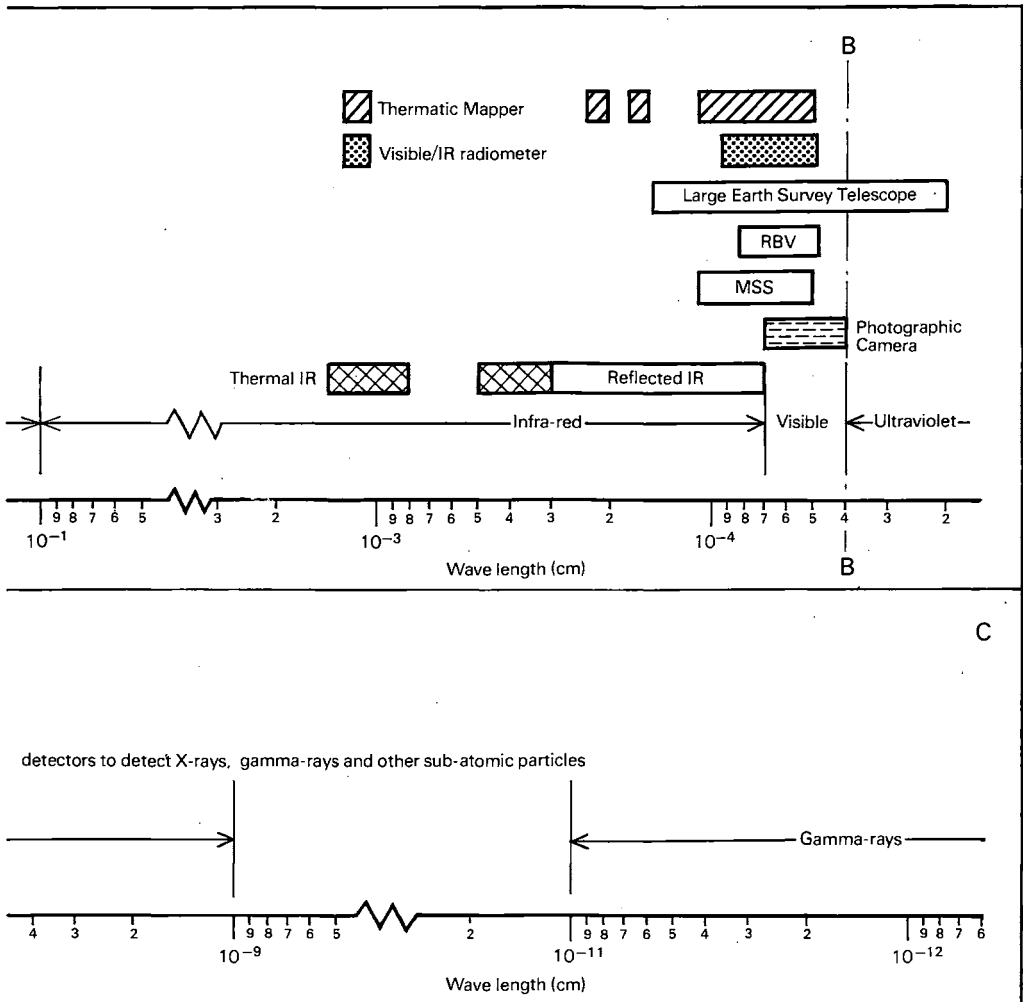 B
Thermatic Mapper
Visible/IR radiometer
Large Earth Survey Telescope
RBV
MSS
Photographic
Camera
Thermal IR
Reflected IR
Infra-red
Visible
Ultraviolet
9 8 7 6 5 3 2 9 8 7 6 5 4 3 2 9 8 7 6 5 4 3 2
10⁻¹ 10⁻³ 10⁻⁴
Wave length (cm)
B
C
detectors to detect X-rays, gamma-rays and other sub-atomic particles
Gamma-rays
4 3 2 9 8 7 6 5 2 9 8 7 6 5 4 3 2 9 8 7 6
10⁻⁹ 10⁻¹¹ 10⁻¹²
Wave length (cm)